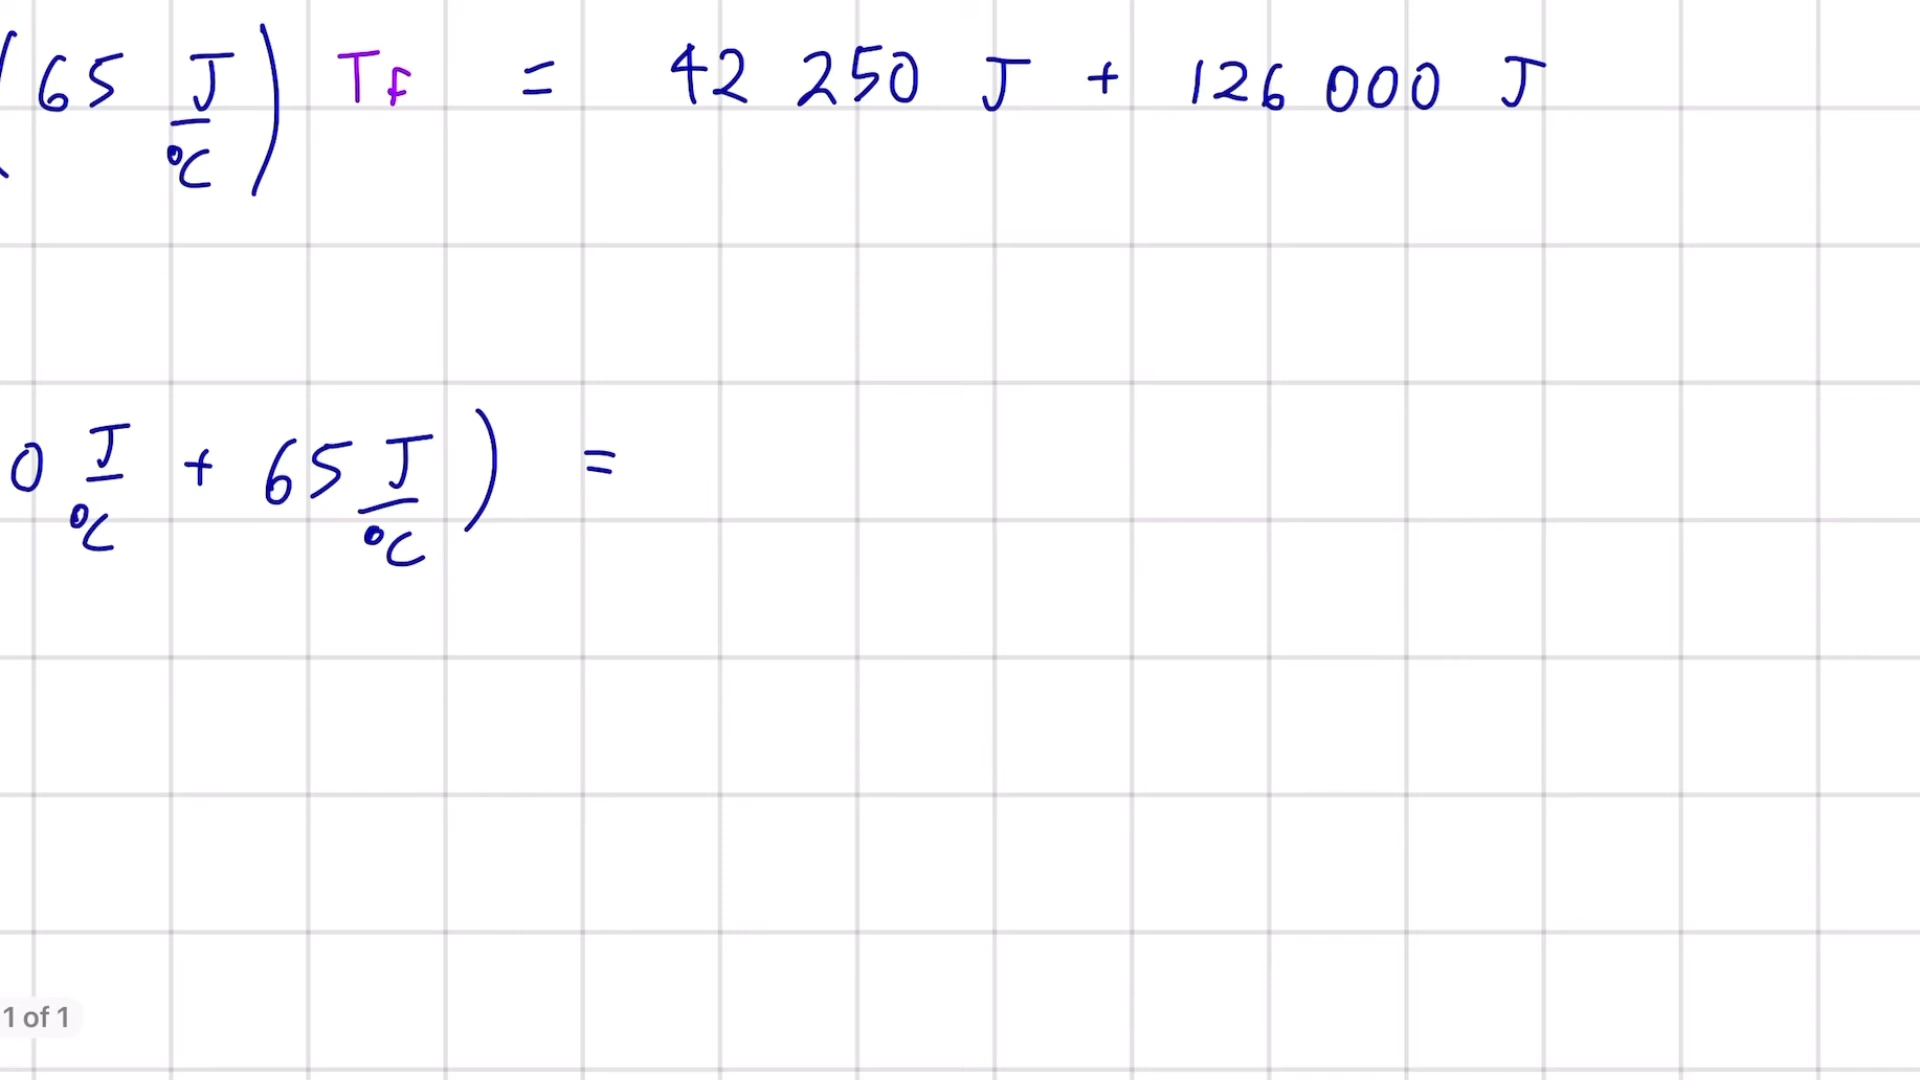 (65 J/°C) TF = 42 250 J + 126 000 J
0 J/°C + 65 J/°C) =
1 of 1